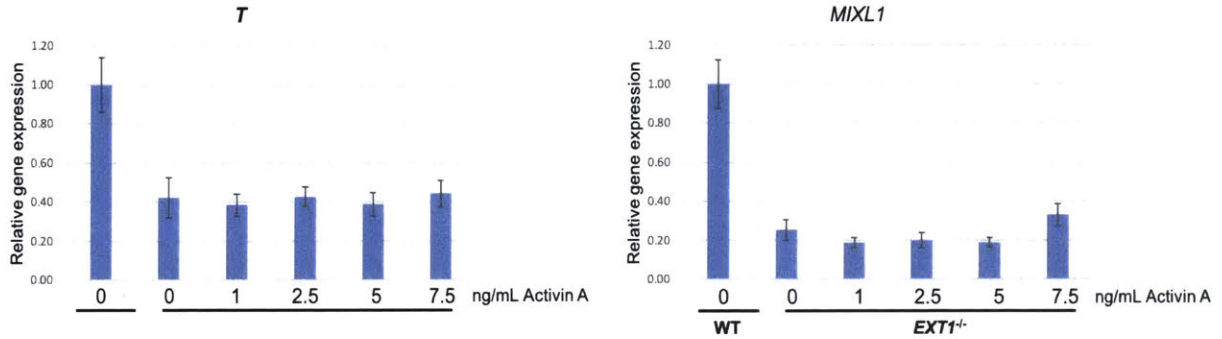 T
Relative gene expression
1.20
1.00
0.80
0.60
0.40
0.20
0.00
0 0 1 2.5 5 7.5 ng/mL Activin A
MIXL1
Relative gene expression
1.20
1.00
0.80
0.60
0.40
0.20
0.00
0 0 1 2.5 5 7.5 ng/mL Activin A
WT EXT1-/-